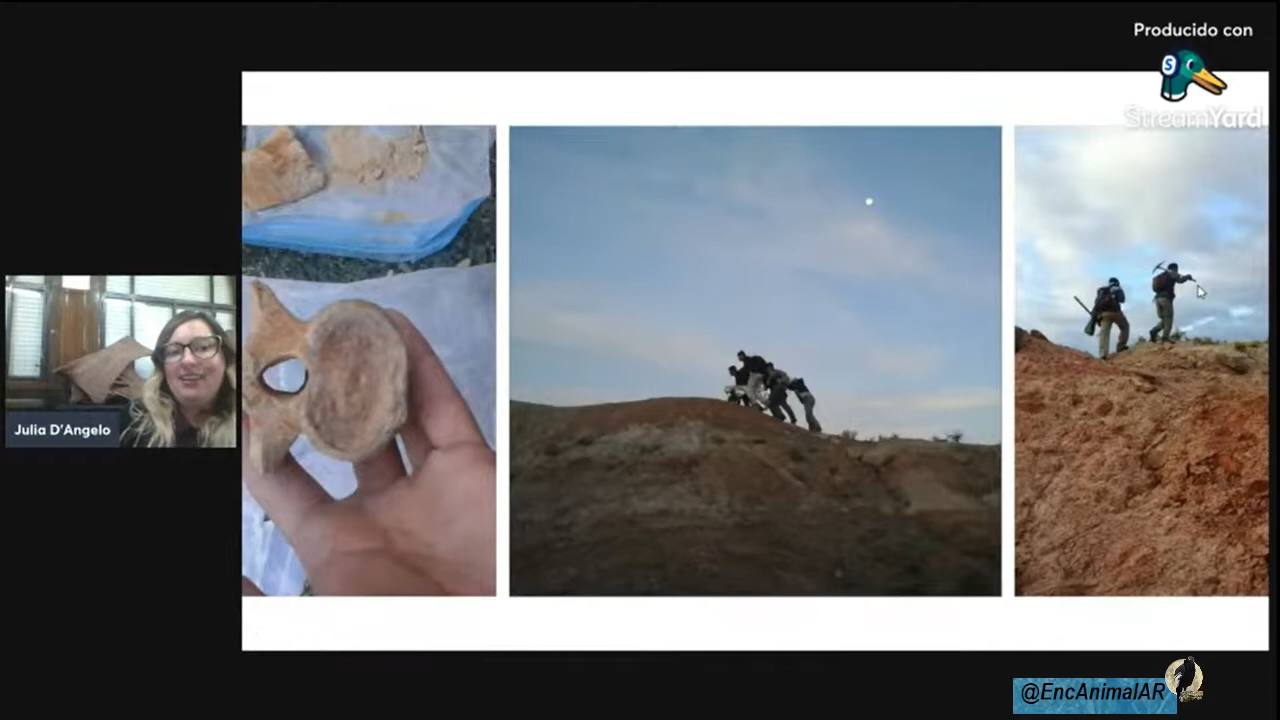 Producido con
S
StreamYard
Julia D'Angelo
@EncAnimalAR